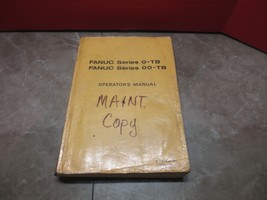 FANUC Series 0-TB
FANUC Series 00-TB
OPERATOR'S MANUAL
MAINT.
Copy